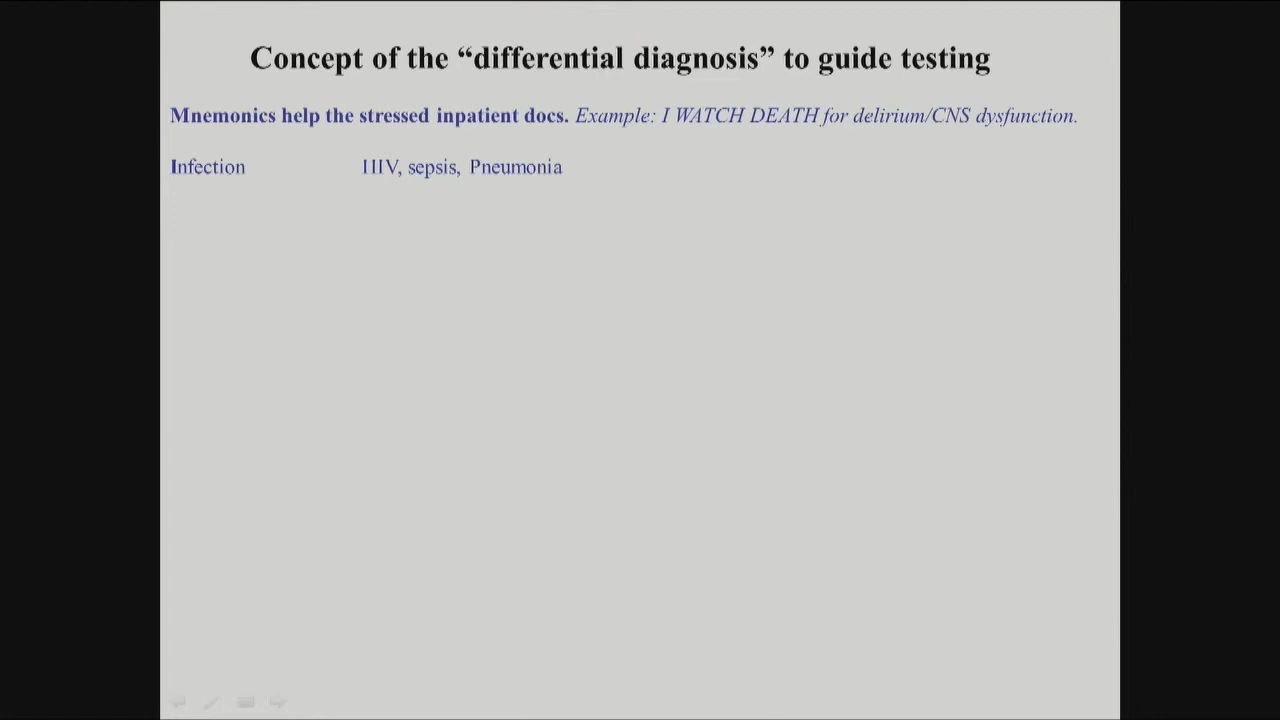 Concept of the “differential diagnosis” to guide testing
Mnemonics help the stressed inpatient docs. Example: I WATCH DEATH for delirium/CNS dysfunction.
Infection HIV, sepsis, Pneumonia